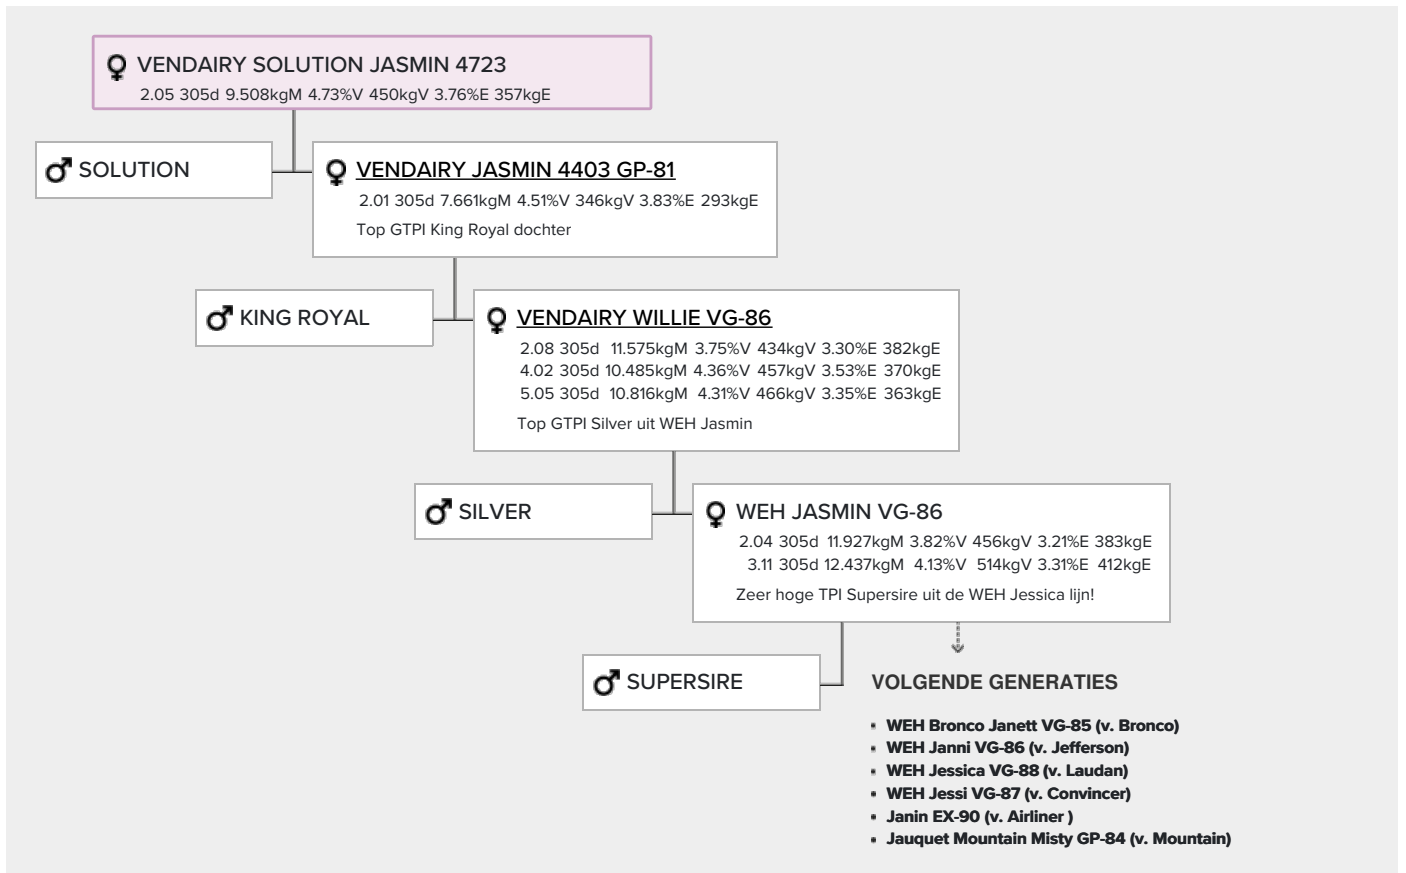 VENDAIRY SOLUTION JASMIN 4723
2.05 305d 9.508kgM 4.73%V 450kgV 3.76%E 357kgE
SOLUTION
VENDAIRY JASMIN 4403 GP-81
2.01 305d 7.661kgM 4.51%V 346kgV 3.83%E 293kgE
Top GTPI King Royal dochter
KING ROYAL
VENDAIRY WILLIE VG-86
2.08 305d 11.575kgM 3.75%V 434kgV 3.30%E 382kgE
4.02 305d 10.485kgM 4.36%V 457kgV 3.53%E 370kgE
5.05 305d 10.816kgM 4.31%V 466kgV 3.35%E 363kgE
Top GTPI Silver uit WEH Jasmin
SILVER
WEH JASMIN VG-86
2.04 305d 11.927kgM 3.82%V 456kgV 3.21%E 383kgE
3.11 305d 12.437kgM 4.13%V 514kgV 3.31%E 412kgE
Zeer hoge TPI Supersire uit de WEH Jessica lijn!
SUPERSIRE
VOLGENDE GENERATIES
▪ WEH Bronco Janett VG-85 (v. Bronco)
▪ WEH Janni VG-86 (v. Jefferson)
▪ WEH Jessica VG-88 (v. Laudan)
▪ WEH Jessi VG-87 (v. Convincer)
▪ Janin EX-90 (v. Airliner )
▪ Jauquet Mountain Misty GP-84 (v. Mountain)